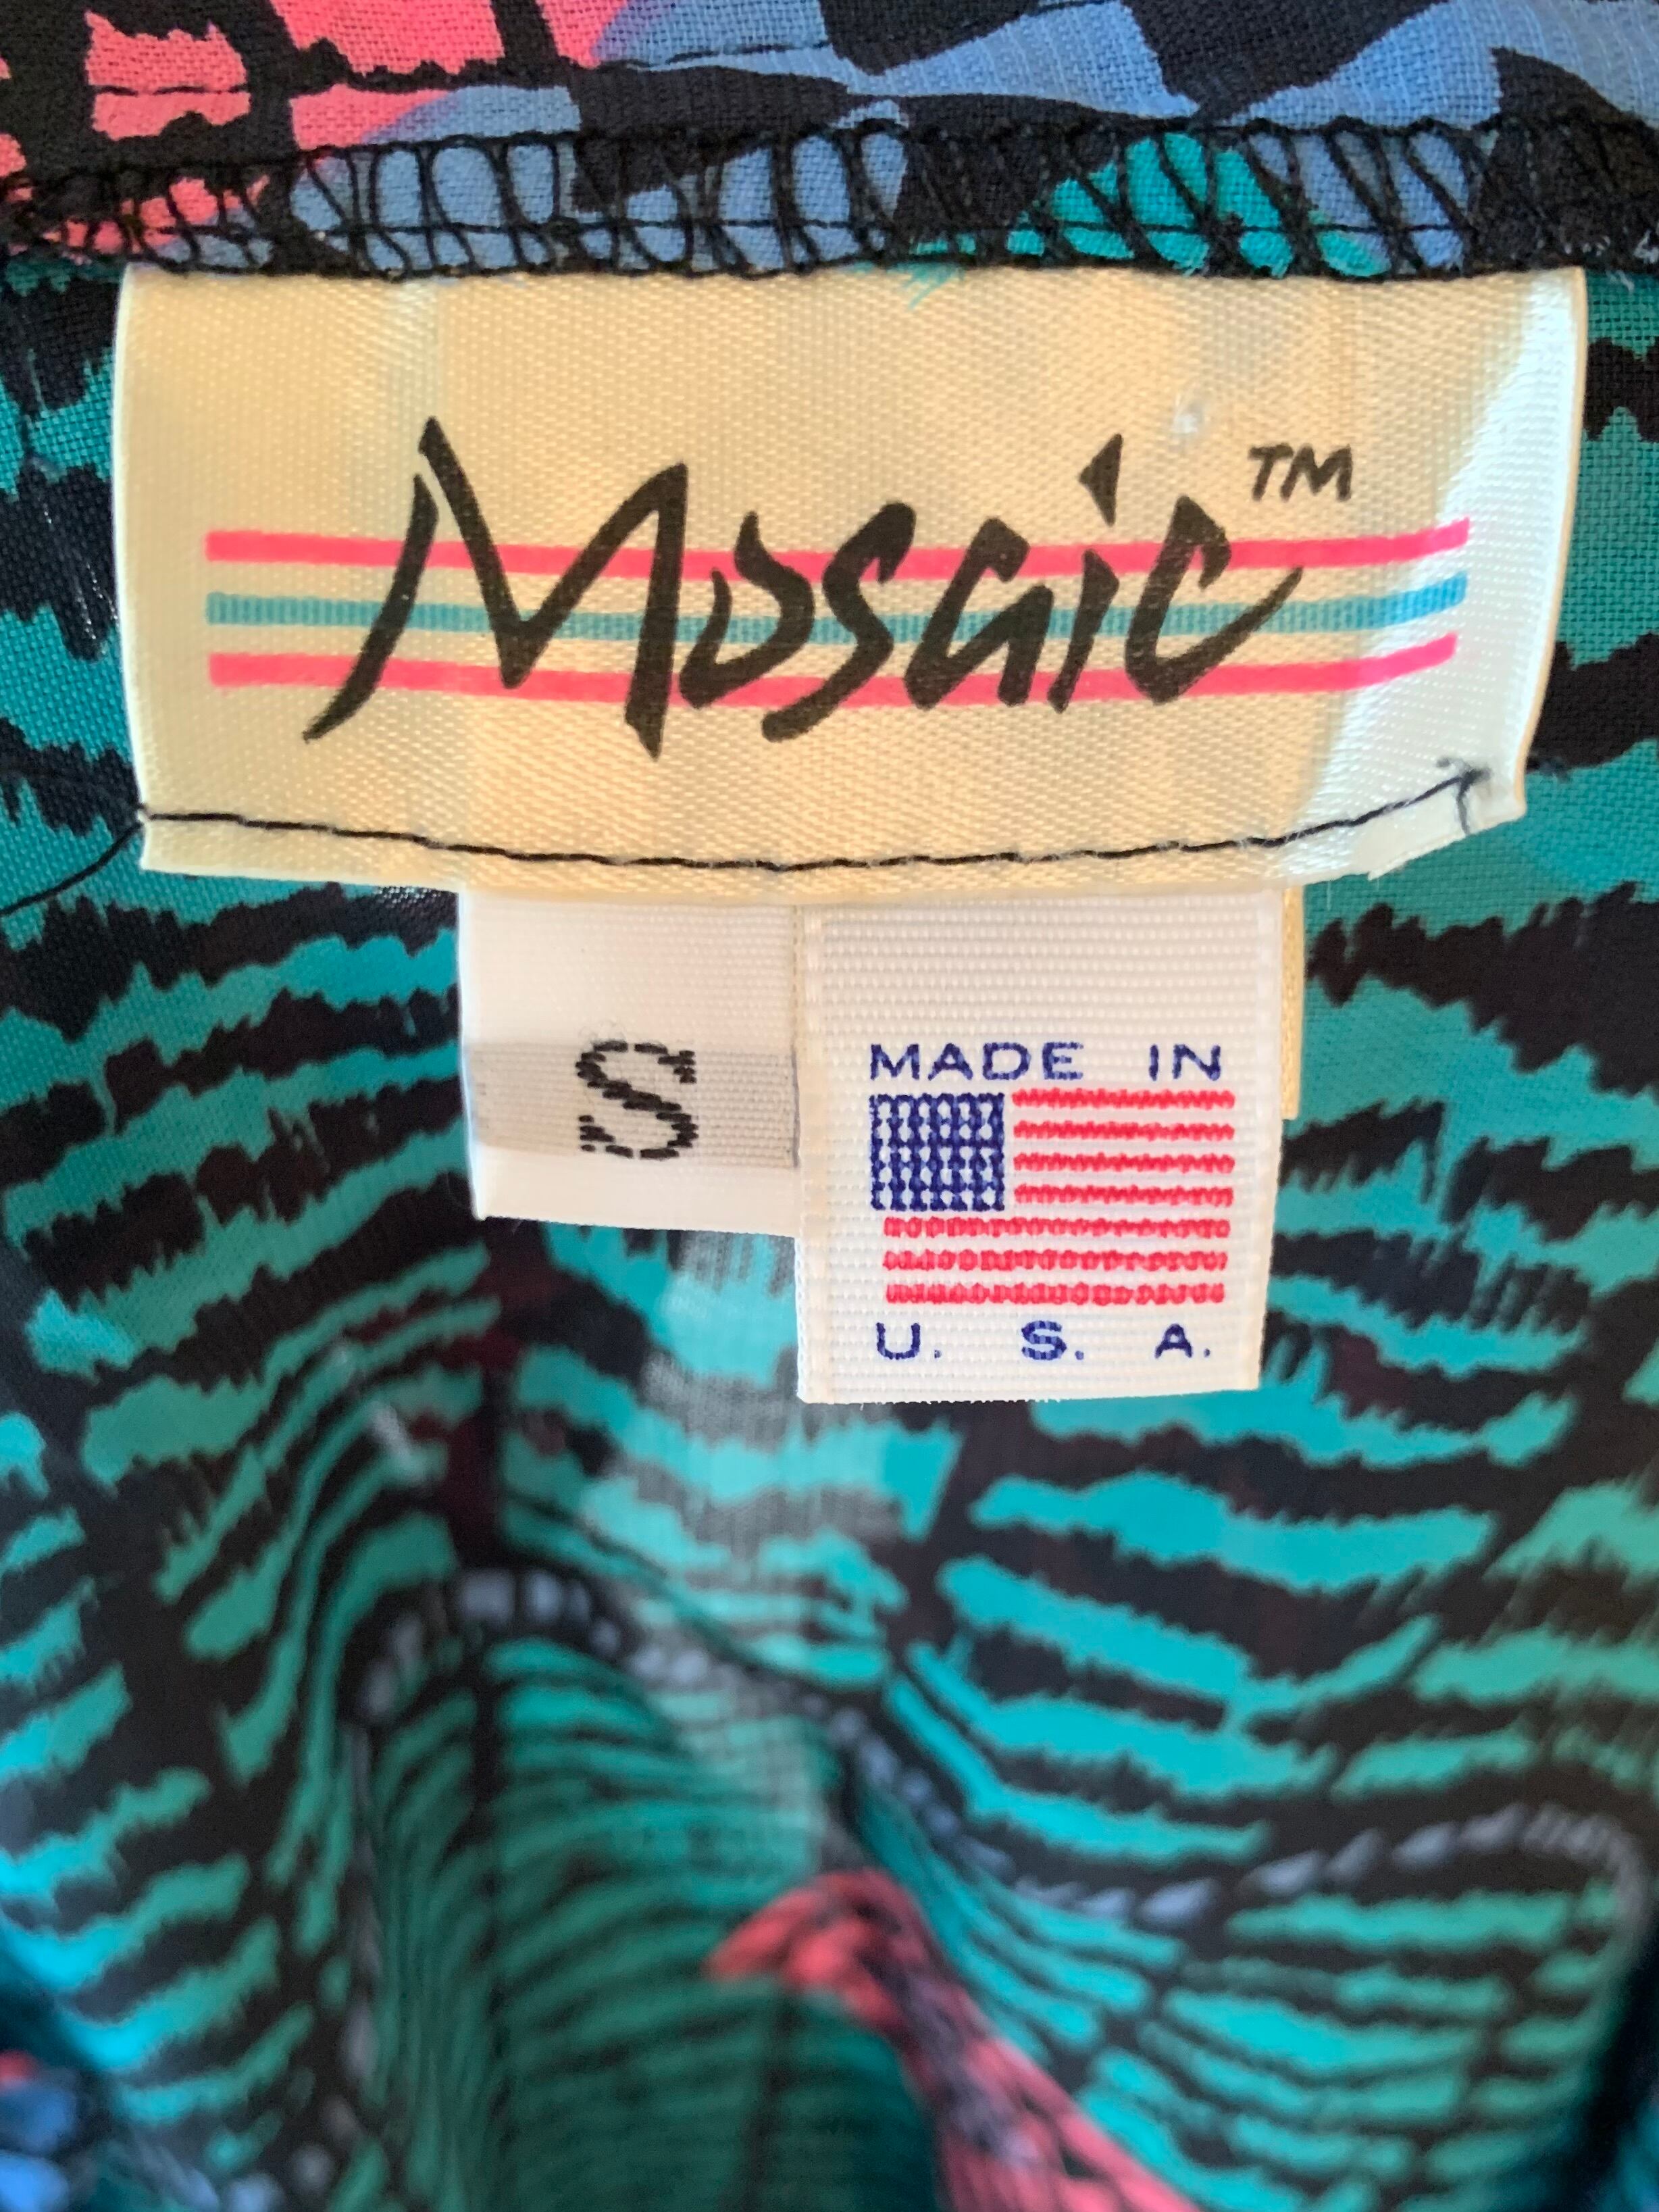 Mosaic™
S
MADE IN
U. S. A.